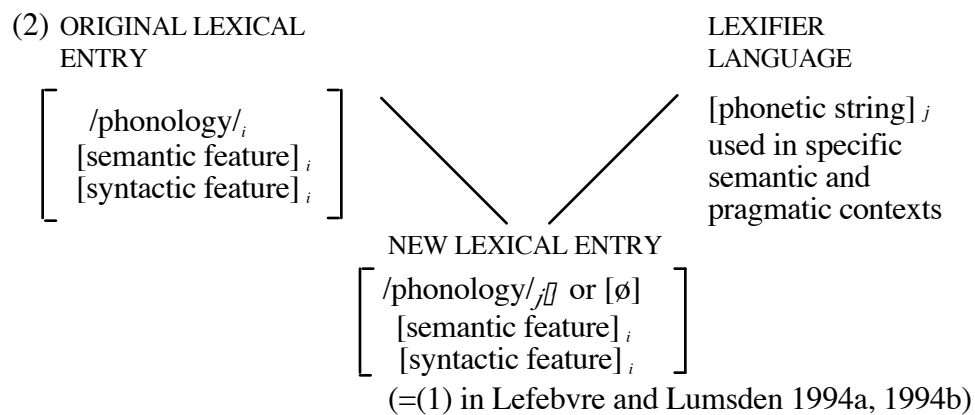 (2) ORIGINAL LEXICAL ENTRY
LEXIFIER LANGUAGE
/phonology/ᵢ
[semantic feature] ᵢ
[syntactic feature] ᵢ
[phonetic string] ⱼ
used in specific
semantic and
pragmatic contexts
NEW LEXICAL ENTRY
/phonology/ⱼ or [ø]
[semantic feature] ᵢ
[syntactic feature] ᵢ
(=(1) in Lefebvre and Lumsden 1994a, 1994b)